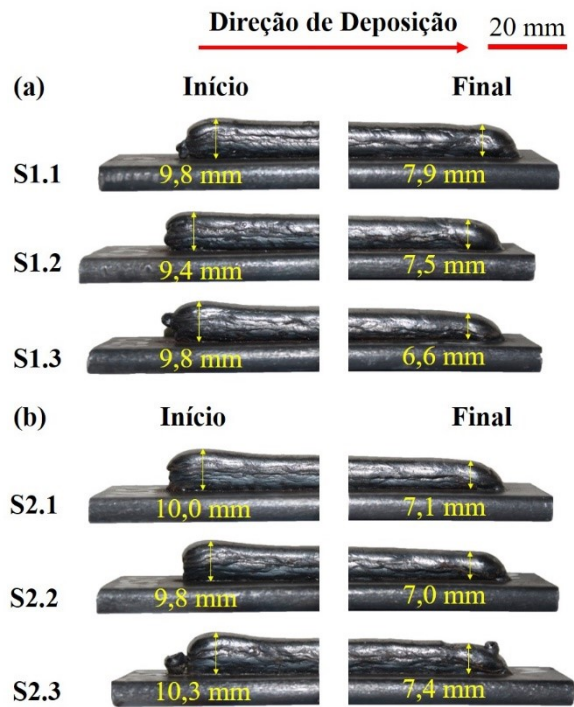 Direção de Deposição 20 mm
(a) Início Final
S1.1 9,8 mm 7,9 mm
S1.2 9,4 mm 7,5 mm
S1.3 9,8 mm 6,6 mm
(b) Início Final
S2.1 10,0 mm 7,1 mm
S2.2 9,8 mm 7,0 mm
S2.3 10,3 mm 7,4 mm